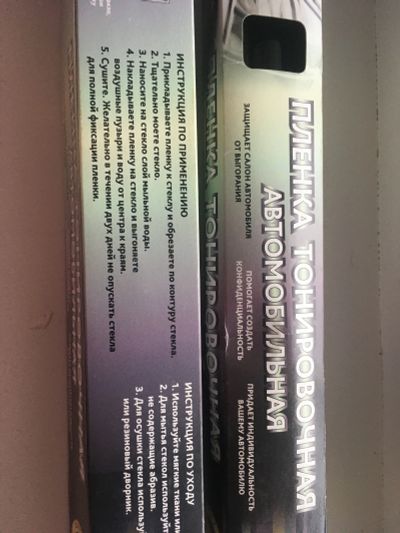 ПЛЕНКА ТОНИРОВОЧНАЯ
АВТОМОБИЛЬНАЯ
ЗАЩИЩАЕТ САЛОН АВТОМОБИЛЯ
ОТ ВЫГОРАНИЯ
ПОМОГАЕТ СОЗДАТЬ
КОНФИДЕНЦИАЛЬНОСТЬ
ПРИДАЕТ ИНДИВИДУАЛЬНОСТЬ
ВАШЕМУ АВТОМОБИЛЮ
ПЛЕНКА ТОНИРОВОЧНАЯ
ИНСТРУКЦИЯ ПО ПРИМЕНЕНИЮ
1. Прикладываете пленку к стеклу и обрезаете по контуру стекла.
2. Тщательно моете стекло.
3. Наносите на стекло слой мыльной воды.
4. Накладываете пленку на стекло и выгоняете
воздушные пузыри и воду от центра к краям.
5. Сушите. Желательно в течении двух дней не опускать стекла
для полной фиксации пленки.
ИНСТРУКЦИЯ ПО УХОДУ
1. Используйте мягкие ткани или
2. Для мытья стекол используйт
не содержащие абразив.
3. Для осушки стекла использу
или резиновый дворник.